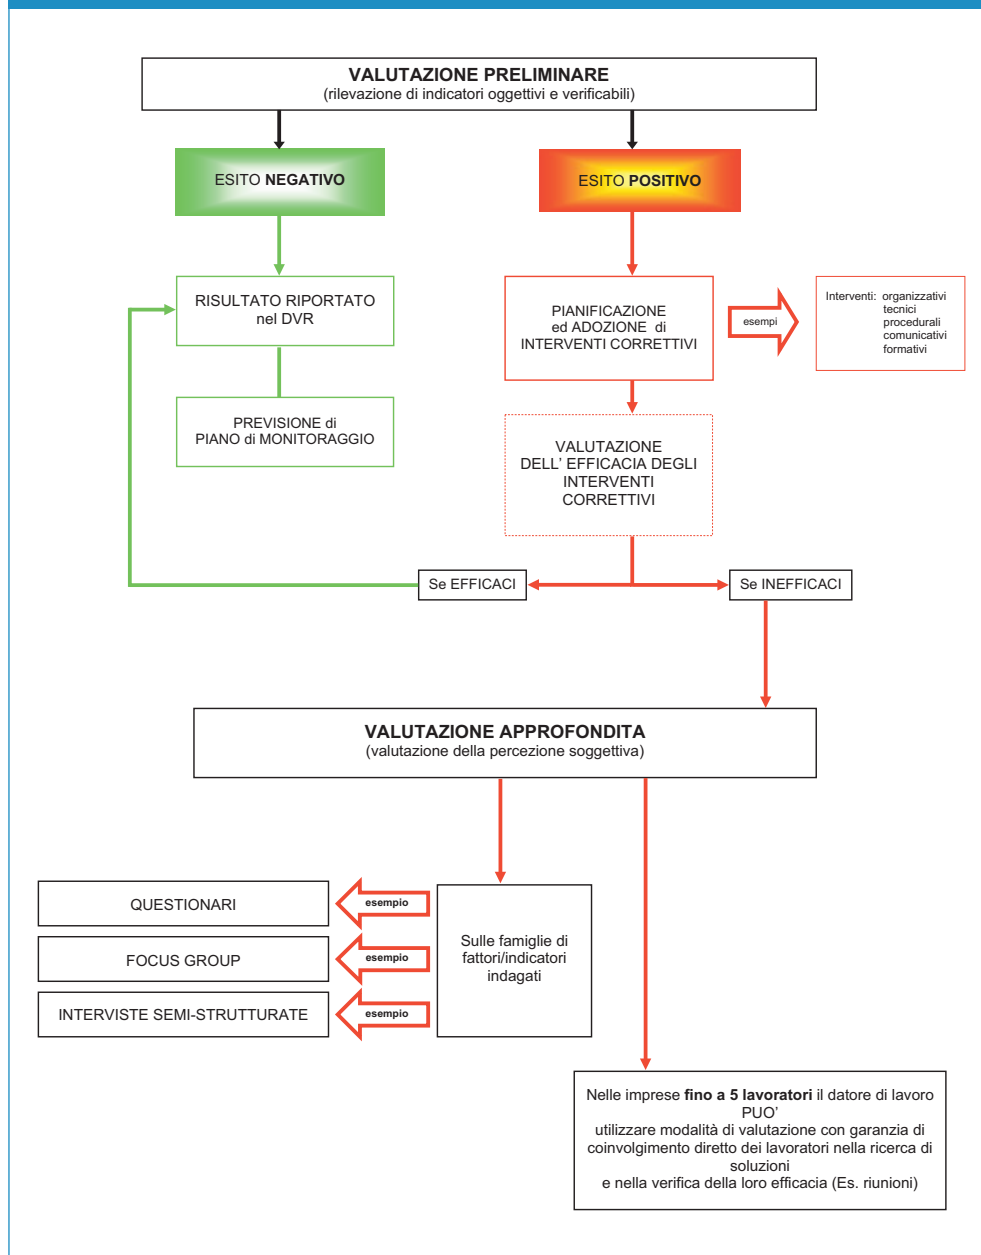 VALUTAZIONE PRELIMINARE
(rilevazione di indicatori oggettivi e verificabili)
ESITO NEGATIVO
ESITO POSITIVO
RISULTATO RIPORTATO
nel DVR
PIANIFICAZIONE
ed ADOZIONE di
INTERVENTI CORRETTIVI
esempi
Interventi: organizzativi
tecnici
procedurali
comunicativi
formativi
PREVISIONE di
PIANO di MONITORAGGIO
VALUTAZIONE
DELL' EFFICACIA DEGLI
INTERVENTI
CORRETTIVI
Se EFFICACI
Se INEFFICACI
VALUTAZIONE APPROFONDITA
(valutazione della percezione soggettiva)
QUESTIONARI
esempio
FOCUS GROUP
esempio
INTERVISTE SEMI-STRUTTURATE
esempio
Sulle famiglie di
fattori/indicatori
indagati
Nelle imprese fino a 5 lavoratori il datore di lavoro
PUO'
utilizzare modalità di valutazione con garanzia di
coinvolgimento diretto dei lavoratori nella ricerca di
soluzioni
e nella verifica della loro efficacia (Es. riunioni)